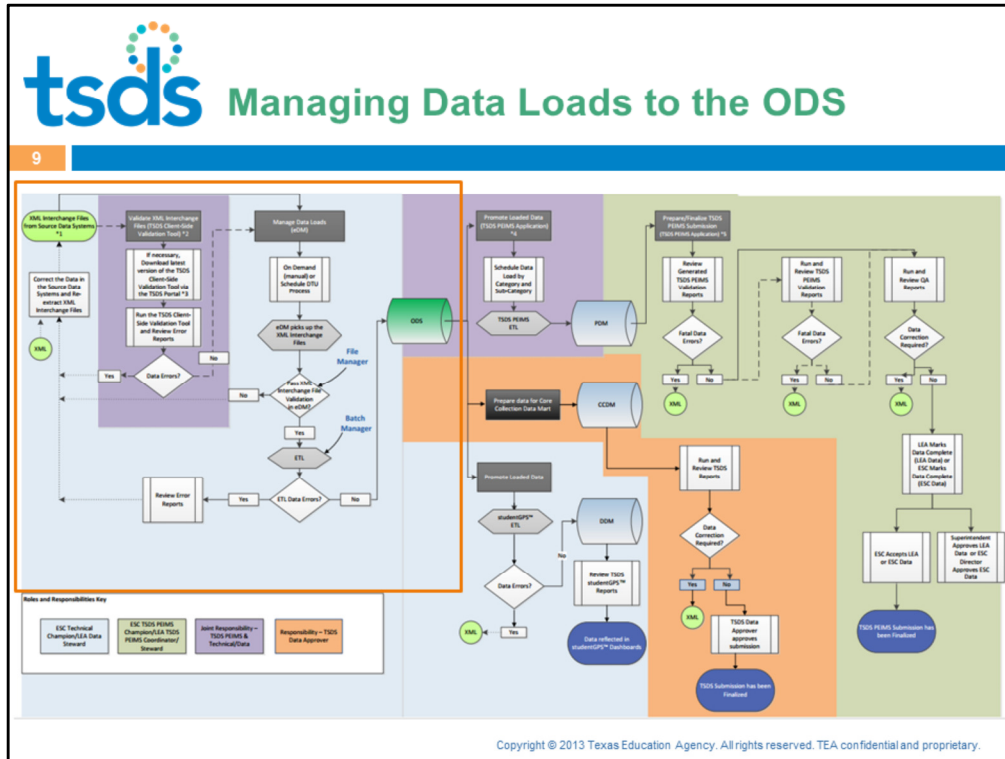 tsds
Managing Data Loads to the ODS
9
XML Interchange Files
from Source Data Systems
*1
Validate XML Interchange
Files (TSDS Client-Side
Validation Tool) *2
Manage Data Loads
(eDM)
Correct the Data in
the Source Data
Systems and Re-
extract XML
Interchange Files
XML
If necessary,
Download latest
version of the TSDS
Client-Side
Validation Tool via
the TSDS Portal *3
Run the TSDS Client-
Side Validation Tool
and Review Error
Reports
Data Errors?
Yes
No
On Demand
(manual) or
Schedule DTU
Process
eDM picks up the
XML Interchange
Files
File
Manager
Pass XML
Interchange File
Validation
in eDM?
No
Yes
Batch
Manager
ETL
ETL Data Errors?
Yes
No
Review Error
Reports
ODS
Promote Loaded Data
(TSDS PEIMS Application)
*4
Schedule Data
Load by
Category and
Sub-Category
TSDS PEIMS
ETL
PDM
Prepare data for Core
Collection Data Mart
CCDM
Promote Loaded Data
studentGPS™
ETL
Data Errors?
No
Yes
XML
DDM
Review TSDS
studentGPS™
Reports
Data reflected in
studentGPS™ Dashboards
Prepare/Finalize TSDS
PEIMS Submission
(TSDS PEIMS Application) *5
Review
Generated TSDS
PEIMS
Validation
Reports
Fatal Data
Errors?
Yes
No
XML
Run and
Review TSDS
PEIMS
Validation
Reports
Fatal Data
Errors?
Yes
No
XML
Run and
Review QA
Reports
Data
Correction
Required?
Yes
No
XML
LEA Marks
Data Complete
(LEA Data) or
ESC Marks
Data Complete
(ESC Data)
ESC Accepts LEA
or ESC Data
Superintendent
Approves LEA
Data or ESC
Director
Approves ESC
Data
TSDS PEIMS Submission has
been Finalized
Run and
Review TSDS
Reports
Data
Correction
Required?
Yes
No
XML
TSDS Data
Approver
approves
submission
TSDS Submission has been
Finalized
Roles and Responsibilities Key
ESC Technical
Champion/LEA Data
Steward
ESC TSDS PEIMS
Champion/LEA TSDS
PEIMS Coordinator/
Steward
Joint Responsibility –
TSDS PEIMS &
Technical/Data
Responsibility – TSDS
Data Approver
Copyright © 2013 Texas Education Agency. All rights reserved. TEA confidential and proprietary.